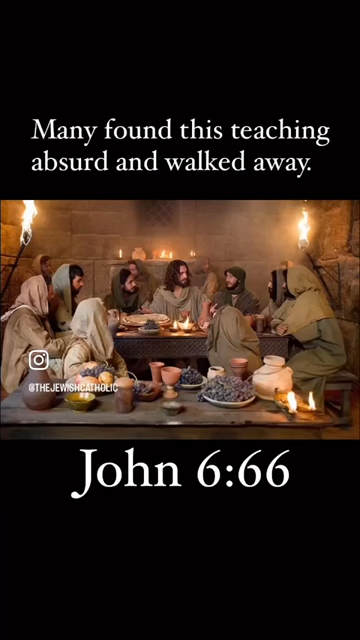 Many found this teaching
absurd and walked away.
@THEJEWISHCATHOLIC
John 6:66